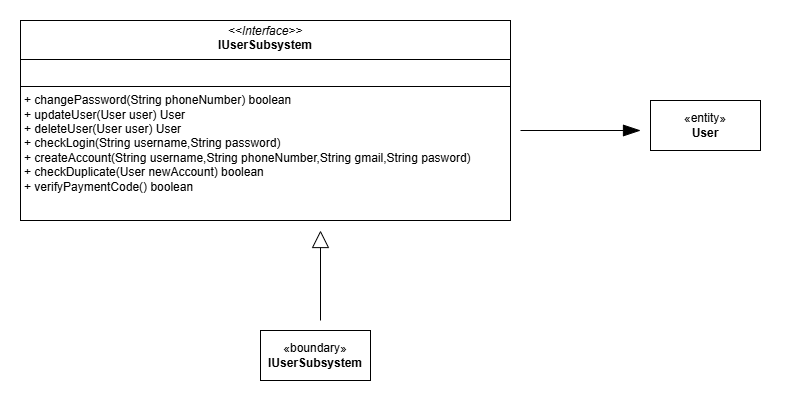 <<Interface>>
IUserSubsystem
+ changePassword(String phoneNumber) boolean
+ updateUser(User user) User
+ deleteUser(User user) User
+ checkLogin(String username,String password)
+ createAccount(String username,String phoneNumber,String gmail,String pasword)
+ checkDuplicate(User newAccount) boolean
+ verifyPaymentCode() boolean
«entity»
User
«boundary»
IUserSubsystem